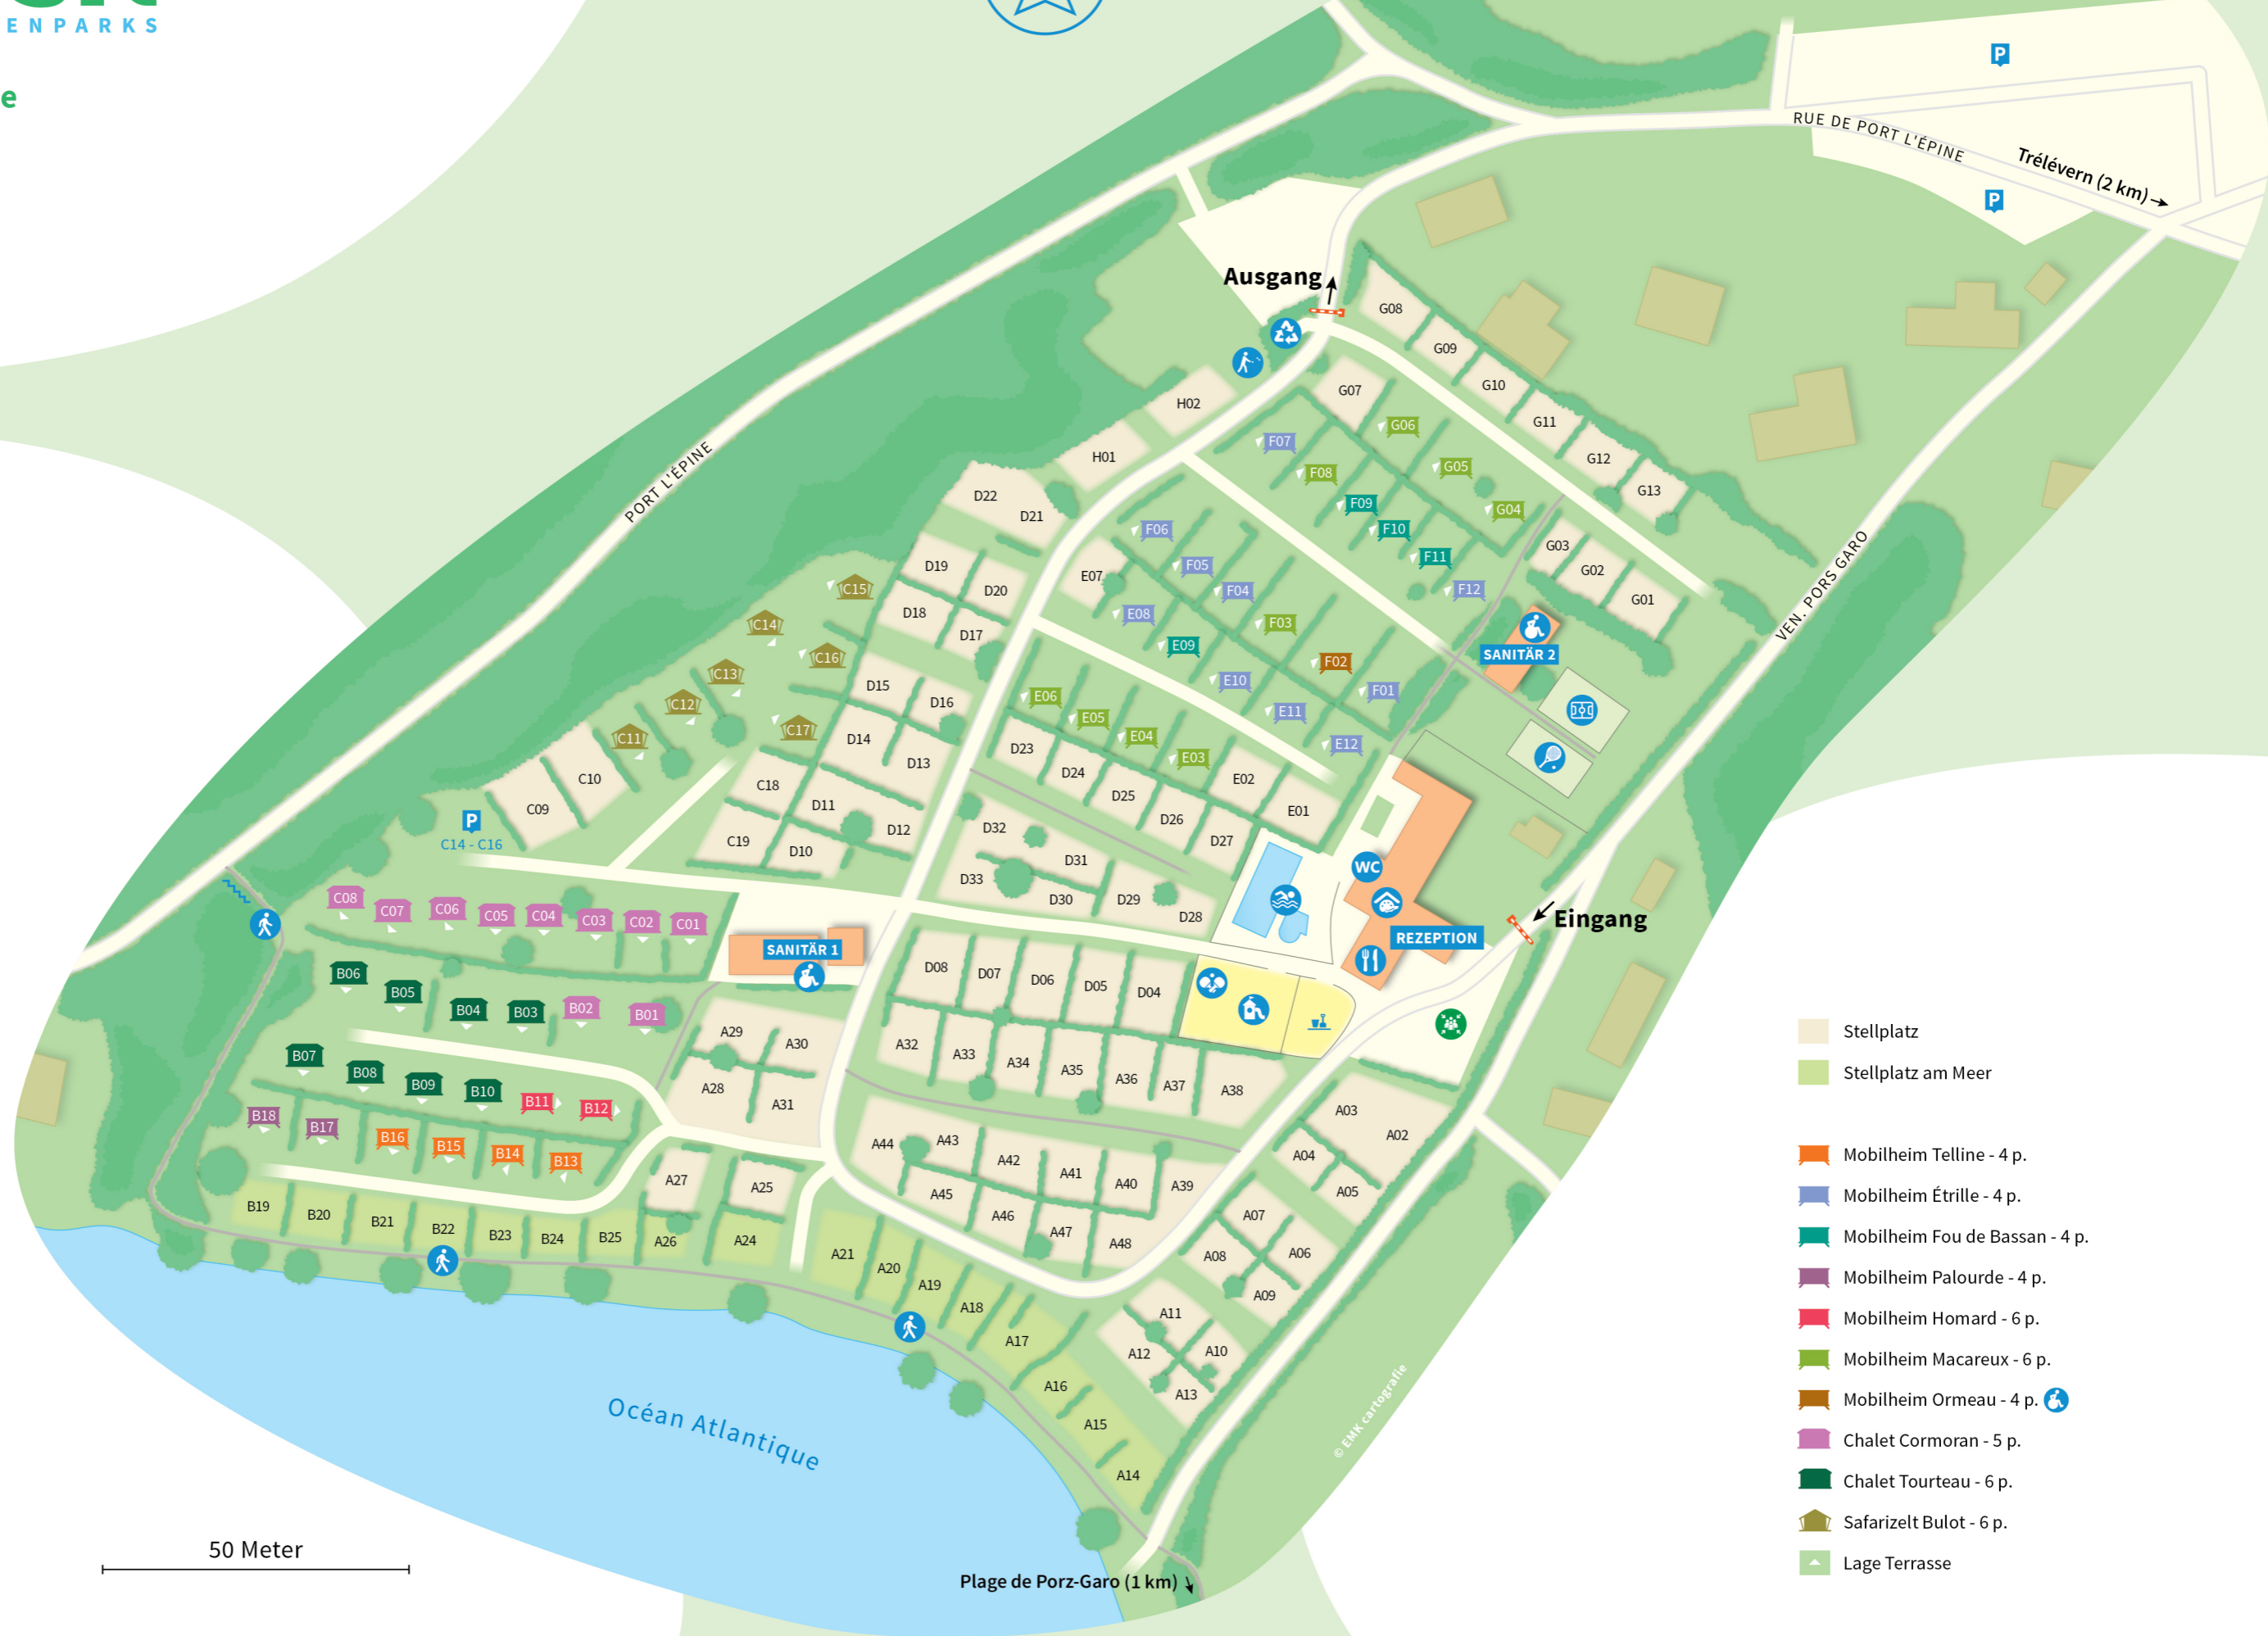 ENPARKS
e
P
RUE DE PORT L'ÉPINE
Trélévern (2 km)
P
Ausgang
G08
G09
G10
G11
G12
G13
G07
G06
G05
G04
G03
G02
G01
H02
H01
F07
F08
F09
F10
F11
F12
F06
F05
F04
F03
F02
F01
PORT L'ÉPINE
VEN. PORS GARO
D22
D21
D19
D20
D18
D17
D15
D16
D14
D13
D11
D12
D10
E07
E08
E09
E10
E11
E12
E06
E05
E04
E03
E02
E01
SANITÄR 2
C15
C14
C16
C13
C12
C17
C11
C10
C09
C18
C19
P
C14 - C16
D23
D24
D25
D26
D27
D32
D31
D33
D30
D29
D28
WC
REZEPTION
Eingang
C08
C07
C06
C05
C04
C03
C02
C01
SANITÄR 1
B06
B05
B04
B03
B02
B01
D08
D07
D06
D05
D04
A29
A30
A28
A31
A32
A33
A34
A35
A36
A37
A38
B07
B08
B09
B10
B11
B12
B18
B17
B16
B15
B14
B13
A03
A02
A04
A05
A44
A43
A42
A41
A40
A39
A45
A46
A47
A48
A27
A25
B19
B20
B21
B22
B23
B24
B25
A26
A24
A21
A20
A19
A18
A17
A16
A15
A14
A07
A06
A08
A09
A11
A10
A12
A13
Océan Atlantique
© EMK cartografie
50 Meter
Plage de Porz-Garo (1 km)
Stellplatz
Stellplatz am Meer
Mobilheim Telline - 4 p.
Mobilheim Étrille - 4 p.
Mobilheim Fou de Bassan - 4 p.
Mobilheim Palourde - 4 p.
Mobilheim Homard - 6 p.
Mobilheim Macareux - 6 p.
Mobilheim Ormeau - 4 p.
Chalet Cormoran - 5 p.
Chalet Tourteau - 6 p.
Safarizelt Bulot - 6 p.
Lage Terrasse